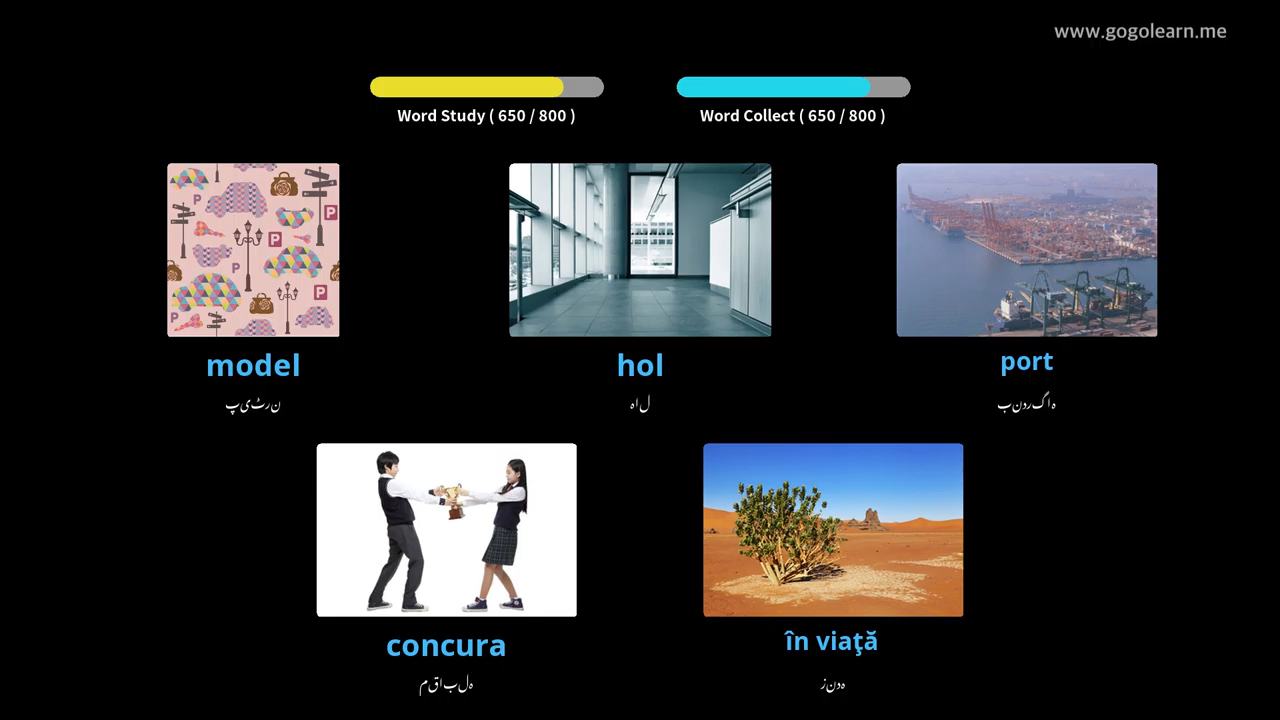 www.gogolearn.me
Word Study ( 650 / 800 )
Word Collect ( 650 / 800 )
model
پیٹرن
hol
ہال
port
بندرگاہ
concura
مقابلہ
în viaţă
زندہ